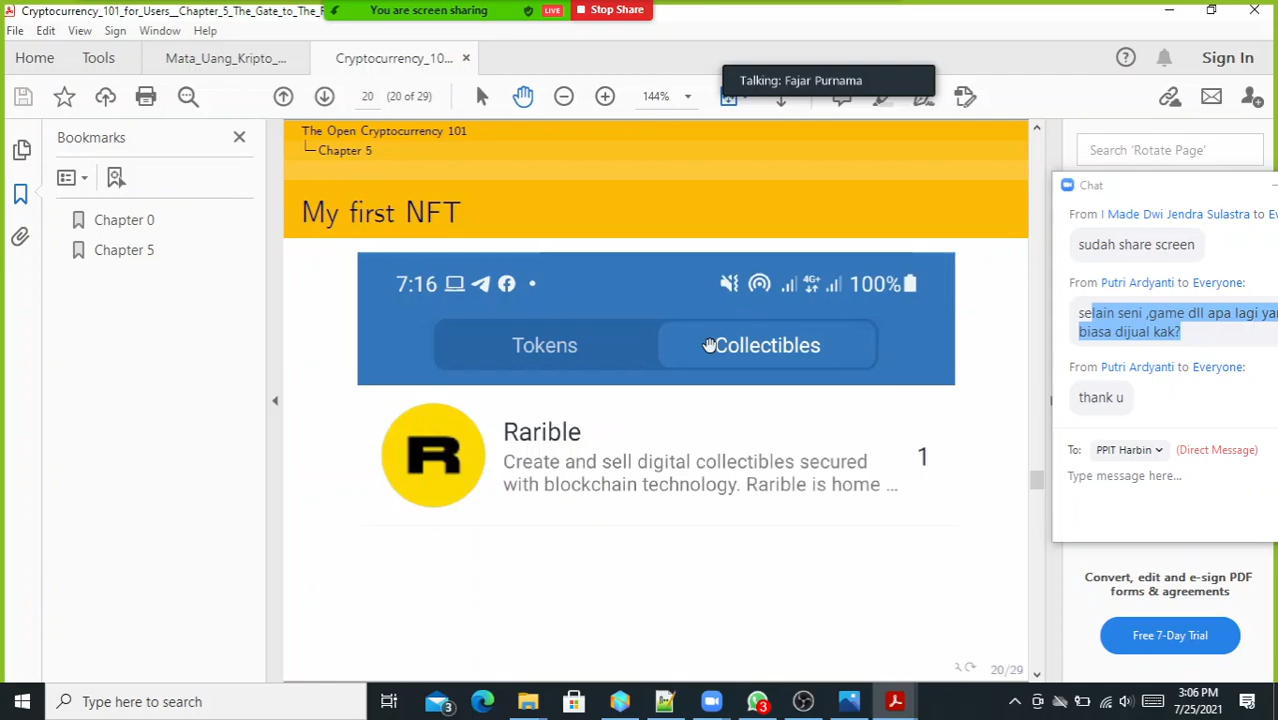 Cryptocurrency_101_for_Users__Chapter_5_The_Gate_to_The_F
You are screen sharing
LIVE
Stop Share
File Edit View Sign Window Help
Home Tools Mata_Uang_Kripto_... Cryptocurrency_10...
Sign In
Talking: Fajar Purnama
20 (20 of 29)
144%
Bookmarks
Chapter 0
Chapter 5
The Open Cryptocurrency 101
Chapter 5
My first NFT
7:16
4G+
100%
Tokens Collectibles
R
Rarible
Create and sell digital collectibles secured
with blockchain technology. Rarible is home ...
1
20/29
Search 'Rotate Page'
Chat
From I Made Dwi Jendra Sulastra to Ev
sudah share screen
From Putri Ardyanti to Everyone:
selain seni ,game dll apa lagi yan
biasa dijual kak?
From Putri Ardyanti to Everyone:
thank u
To: PPIT Harbin (Direct Message)
Type message here...
Convert, edit and e-sign PDF
forms & agreements
Free 7-Day Trial
Type here to search
3
3
3:06 PM
7/25/2021